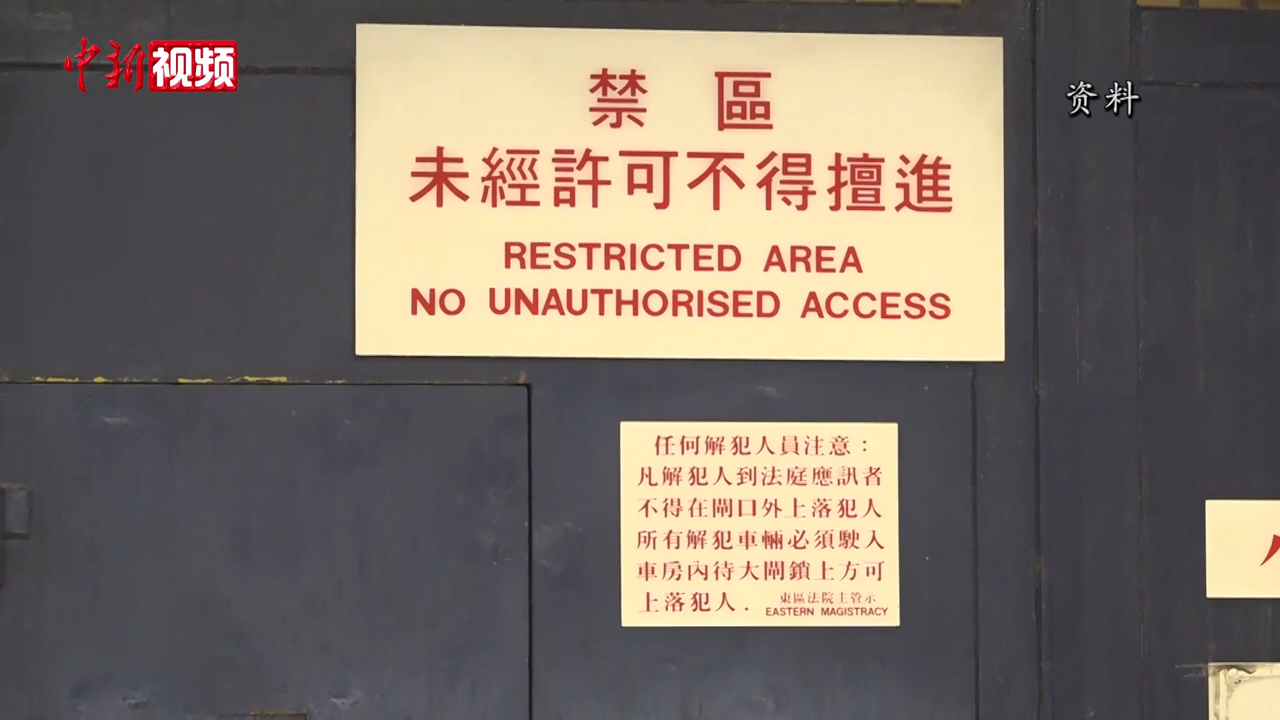 中新视频
资料
禁區
未經許可不得擅進
RESTRICTED AREA
NO UNAUTHORISED ACCESS
任何解犯人員注意：
凡解犯人到法庭應訊者
不得在閘口外上落犯人
所有解犯車輛必須駛入
車房內待大閘鎖上方可
上落犯人．
東區法院主管示
EASTERN MAGISTRACY